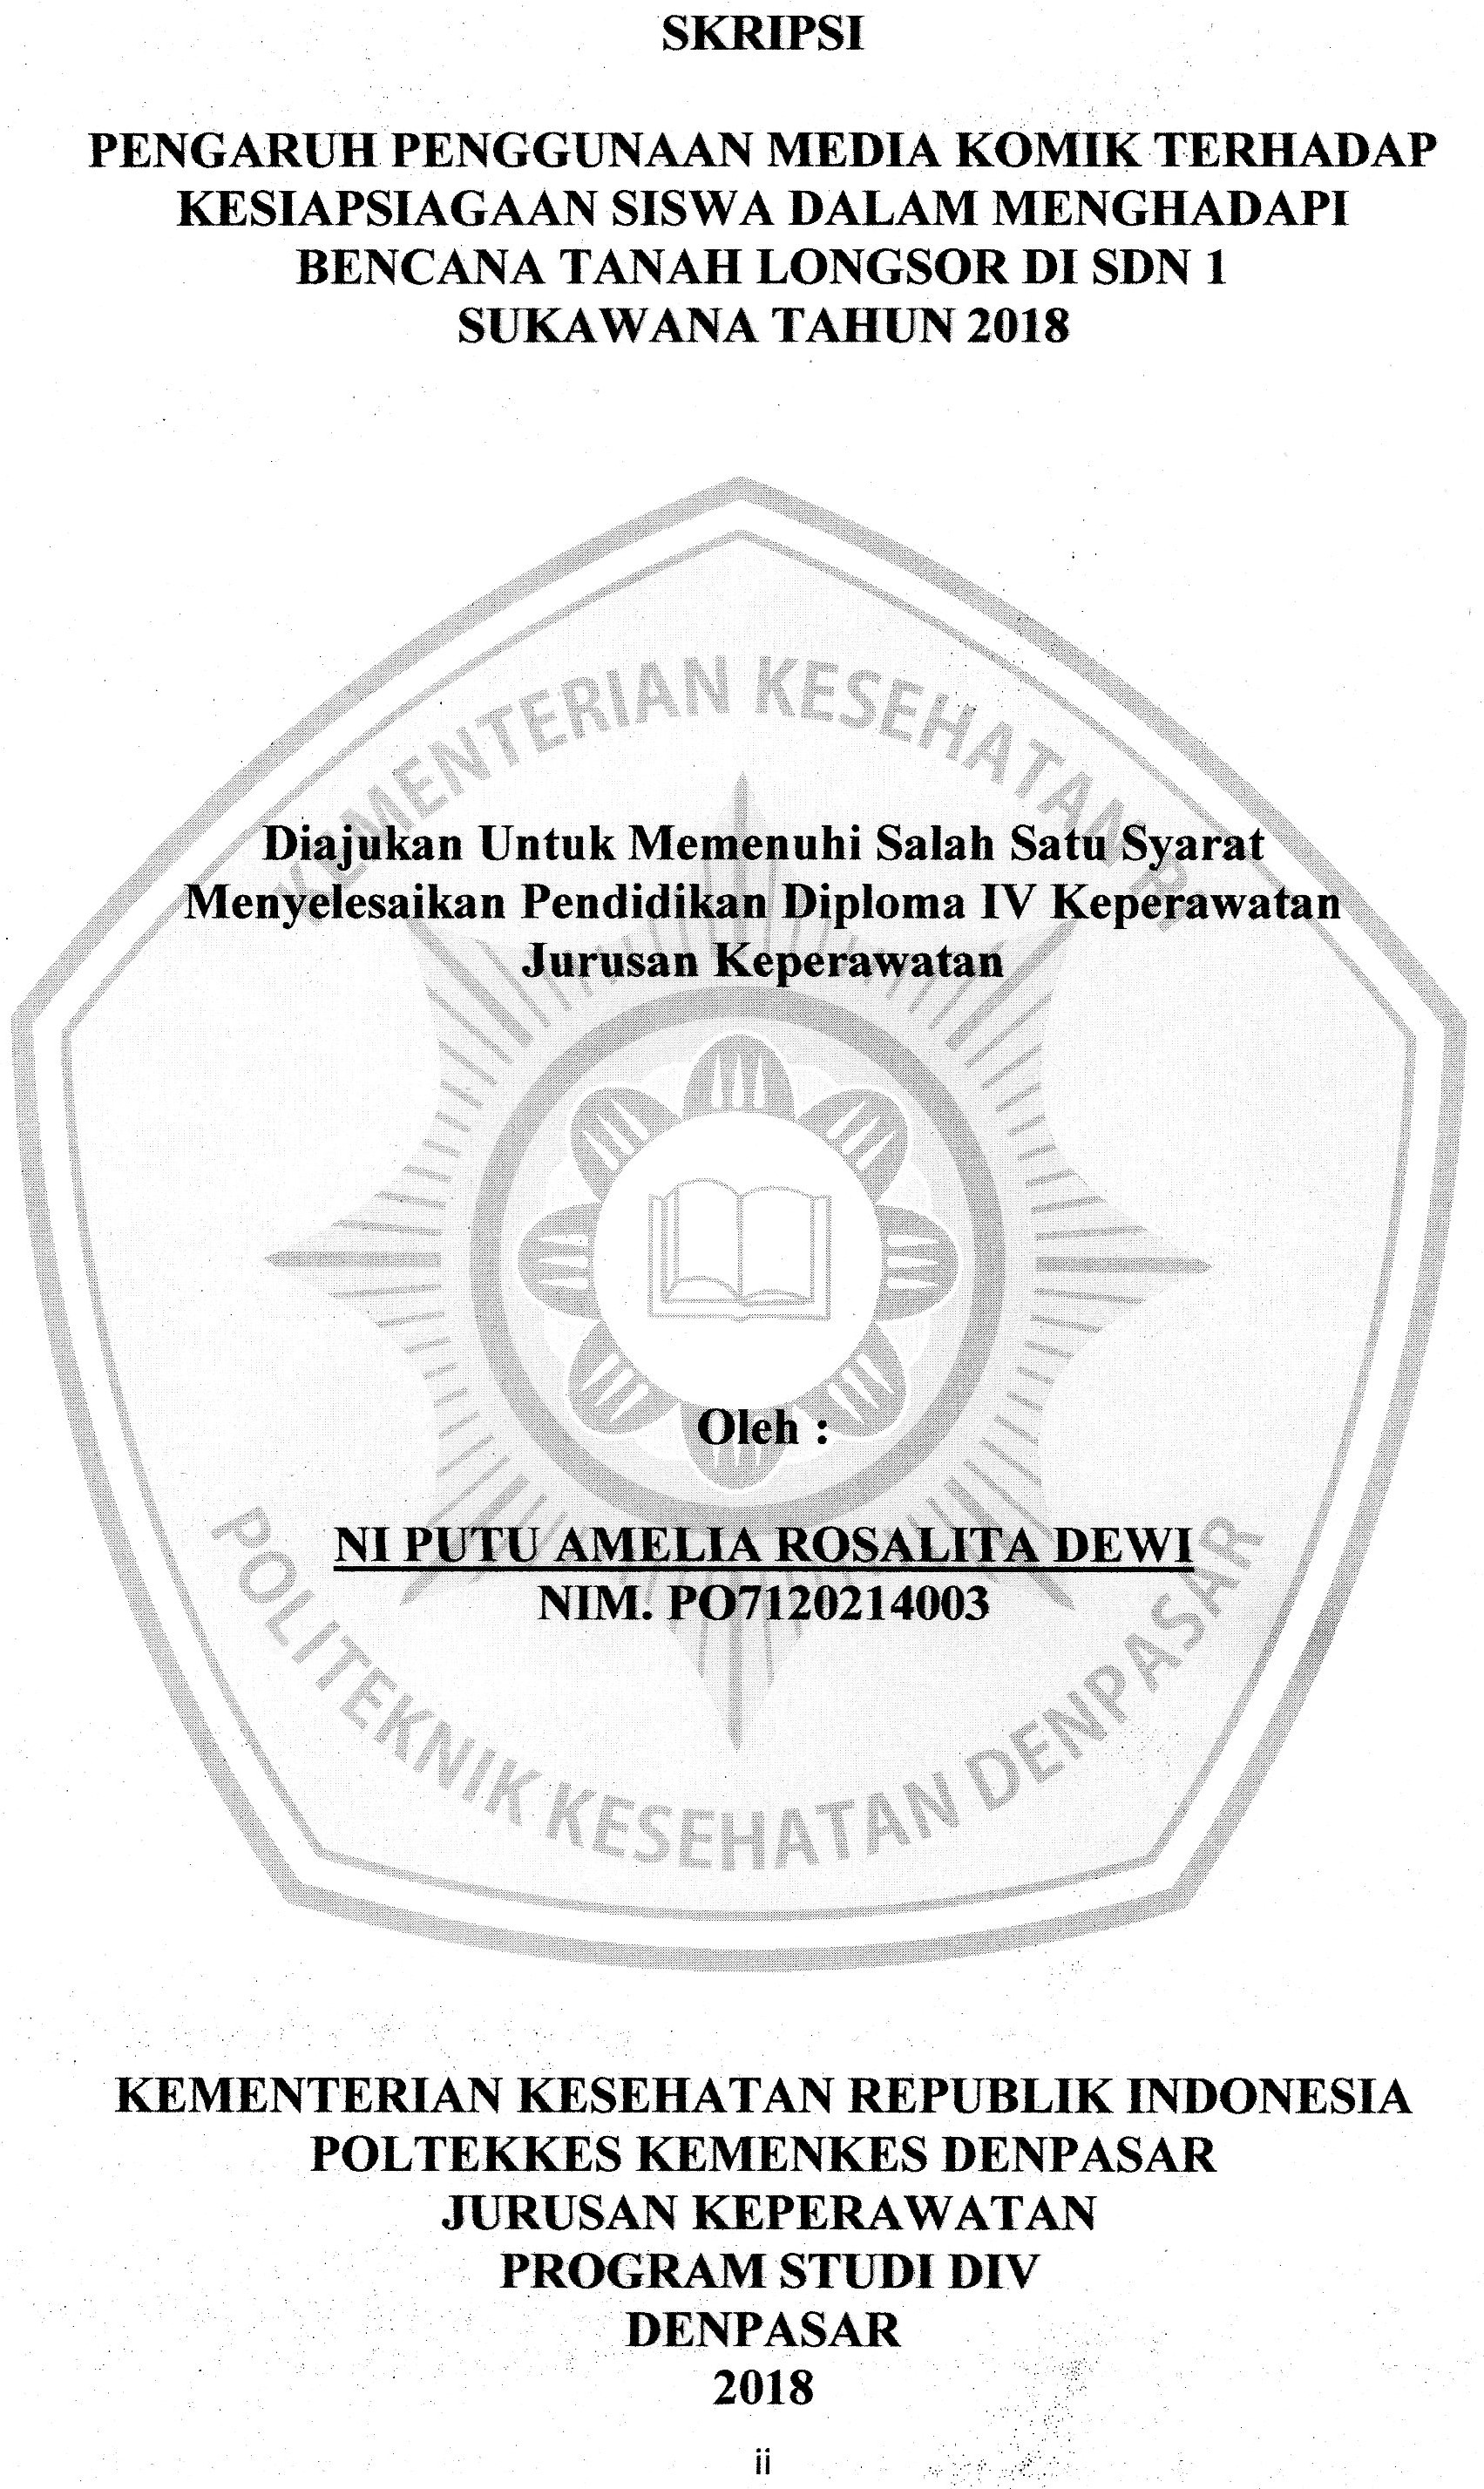 SKRIPSI
PENGARUH PENGGUNAAN MEDIA KOMIK TERHADAP
KESIAPSIAGAAN SISWA DALAM MENGHADAPI
BENCANA TANAH LONGSOR DI SDN 1
SUKAWANA TAHUN 2018
KEMENTERIAN KESEHATAN RI
Diajukan Untuk Memenuhi Salah Satu Syarat
Menyelesaikan Pendidikan Diploma IV Keperawatan
Jurusan Keperawatan
Oleh :
NI PUTU AMELIA ROSALITA DEWI
NIM. PO7120214003
POLITEKNIK KESEHATAN DENPASAR
KEMENTERIAN KESEHATAN REPUBLIK INDONESIA
POLTEKKES KEMENKES DENPASAR
JURUSAN KEPERAWATAN
PROGRAM STUDI DIV
DENPASAR
2018
ii